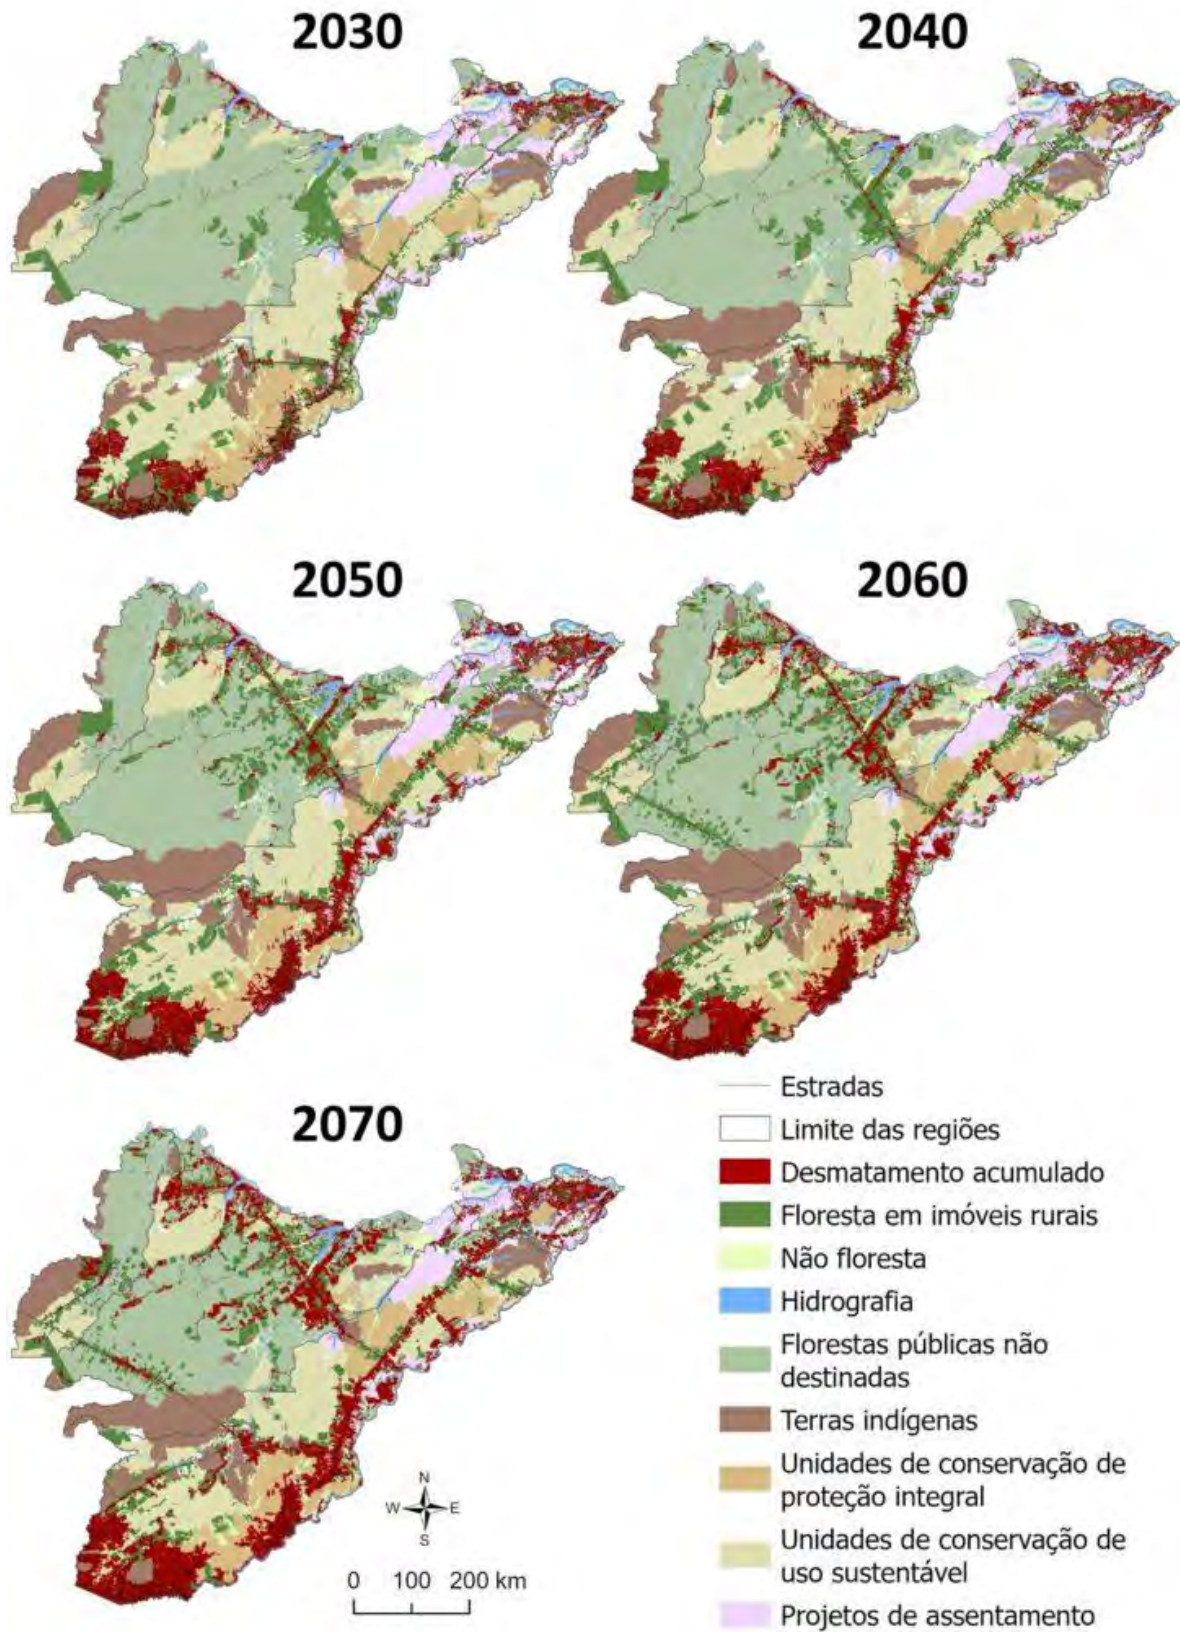 2030
2040
2050
2060
2070
Estradas
Limite das regiões
Desmatamento acumulado
Floresta em imóveis rurais
Não floresta
Hidrografia
Florestas públicas não
destinadas
Terras indígenas
Unidades de conservação de
proteção integral
Unidades de conservação de
uso sustentável
Projetos de assentamento
N
W E
S
0 100 200 km